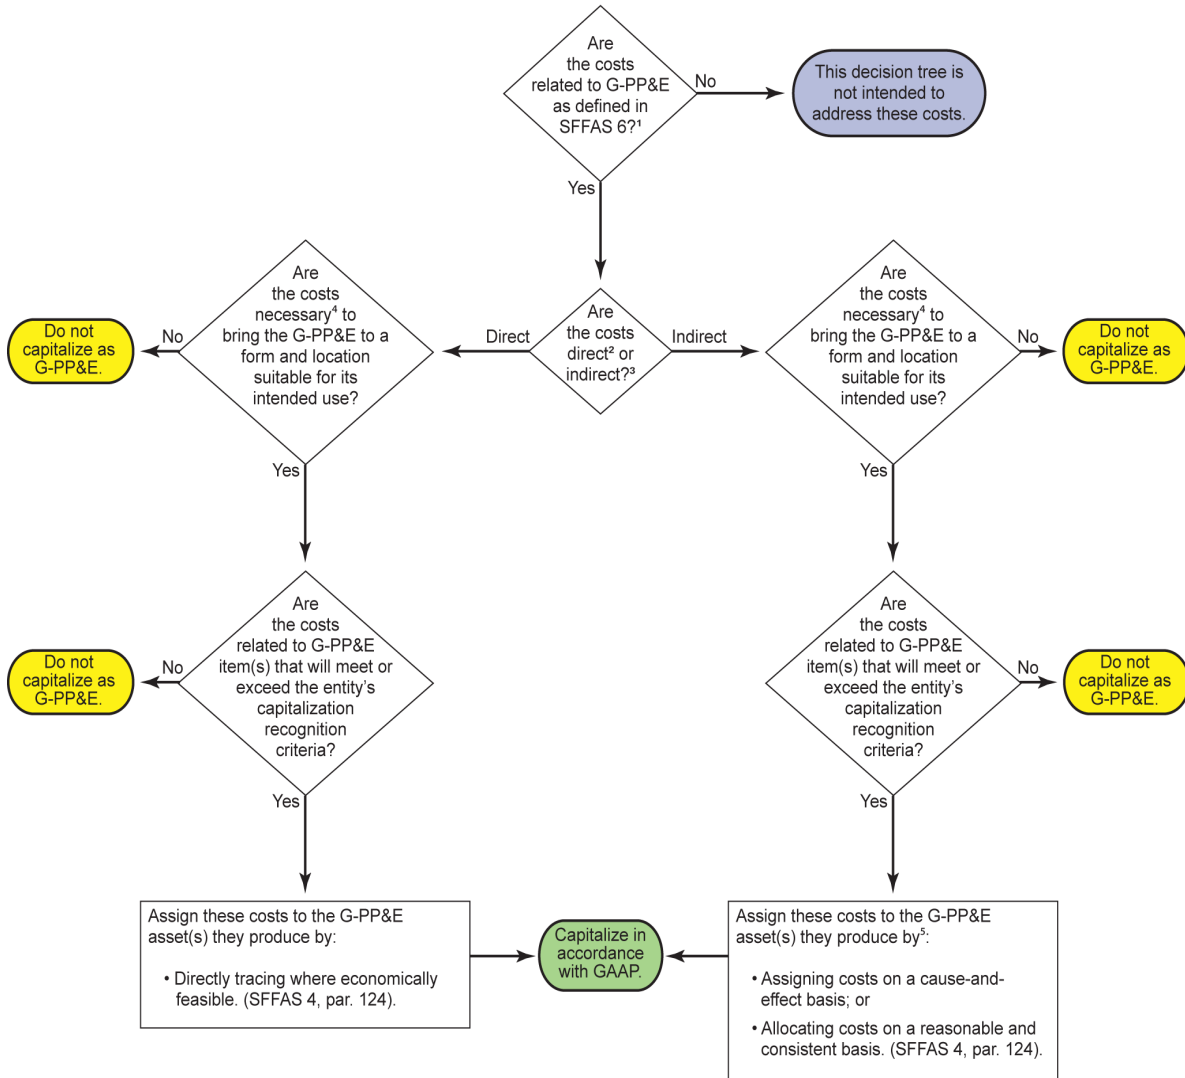 Are
the costs
related to G-PP&E
as defined in
SFFAS 6?¹
No
This decision tree is
not intended to
address these costs.
Yes
Are
the costs
direct² or
indirect?³
Direct
Indirect
Are
the costs
necessary⁴ to
bring the G-PP&E to a
form and location
suitable for its
intended use?
No
Do not
capitalize as
G-PP&E.
Yes
Are
the costs
related to G-PP&E
item(s) that will meet or
exceed the entity’s
capitalization
recognition
criteria?
No
Do not
capitalize as
G-PP&E.
Yes
Assign these costs to the G-PP&E
asset(s) they produce by:
• Directly tracing where economically
feasible. (SFFAS 4, par. 124).
Are
the costs
necessary⁴ to
bring the G-PP&E to a
form and location
suitable for its
intended use?
No
Do not
capitalize as
G-PP&E.
Yes
Are
the costs
related to G-PP&E
item(s) that will meet or
exceed the entity’s
capitalization
recognition
criteria?
No
Do not
capitalize as
G-PP&E.
Yes
Assign these costs to the G-PP&E
asset(s) they produce by⁵:
• Assigning costs on a cause-and-
effect basis; or
• Allocating costs on a reasonable and
consistent basis. (SFFAS 4, par. 124).
Capitalize in
accordance
with GAAP.